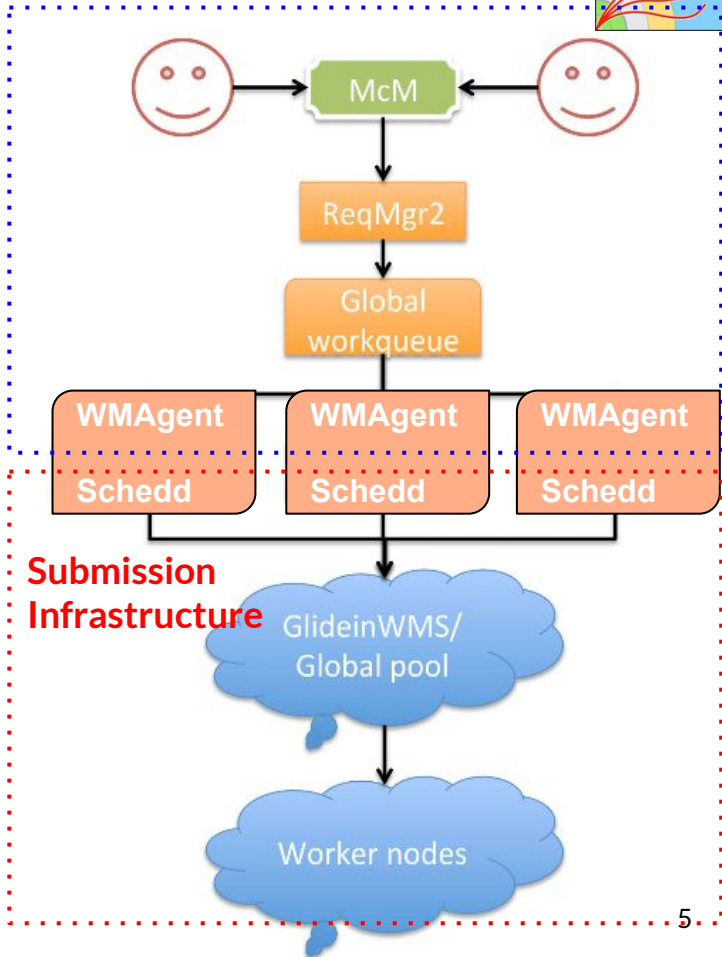 McM
ReqMgr2
Global
workqueue
WMAgent
WMAgent
WMAgent
Schedd
Schedd
Schedd
Submission
Infrastructure
GlideinWMS/
Global pool
Worker nodes
5